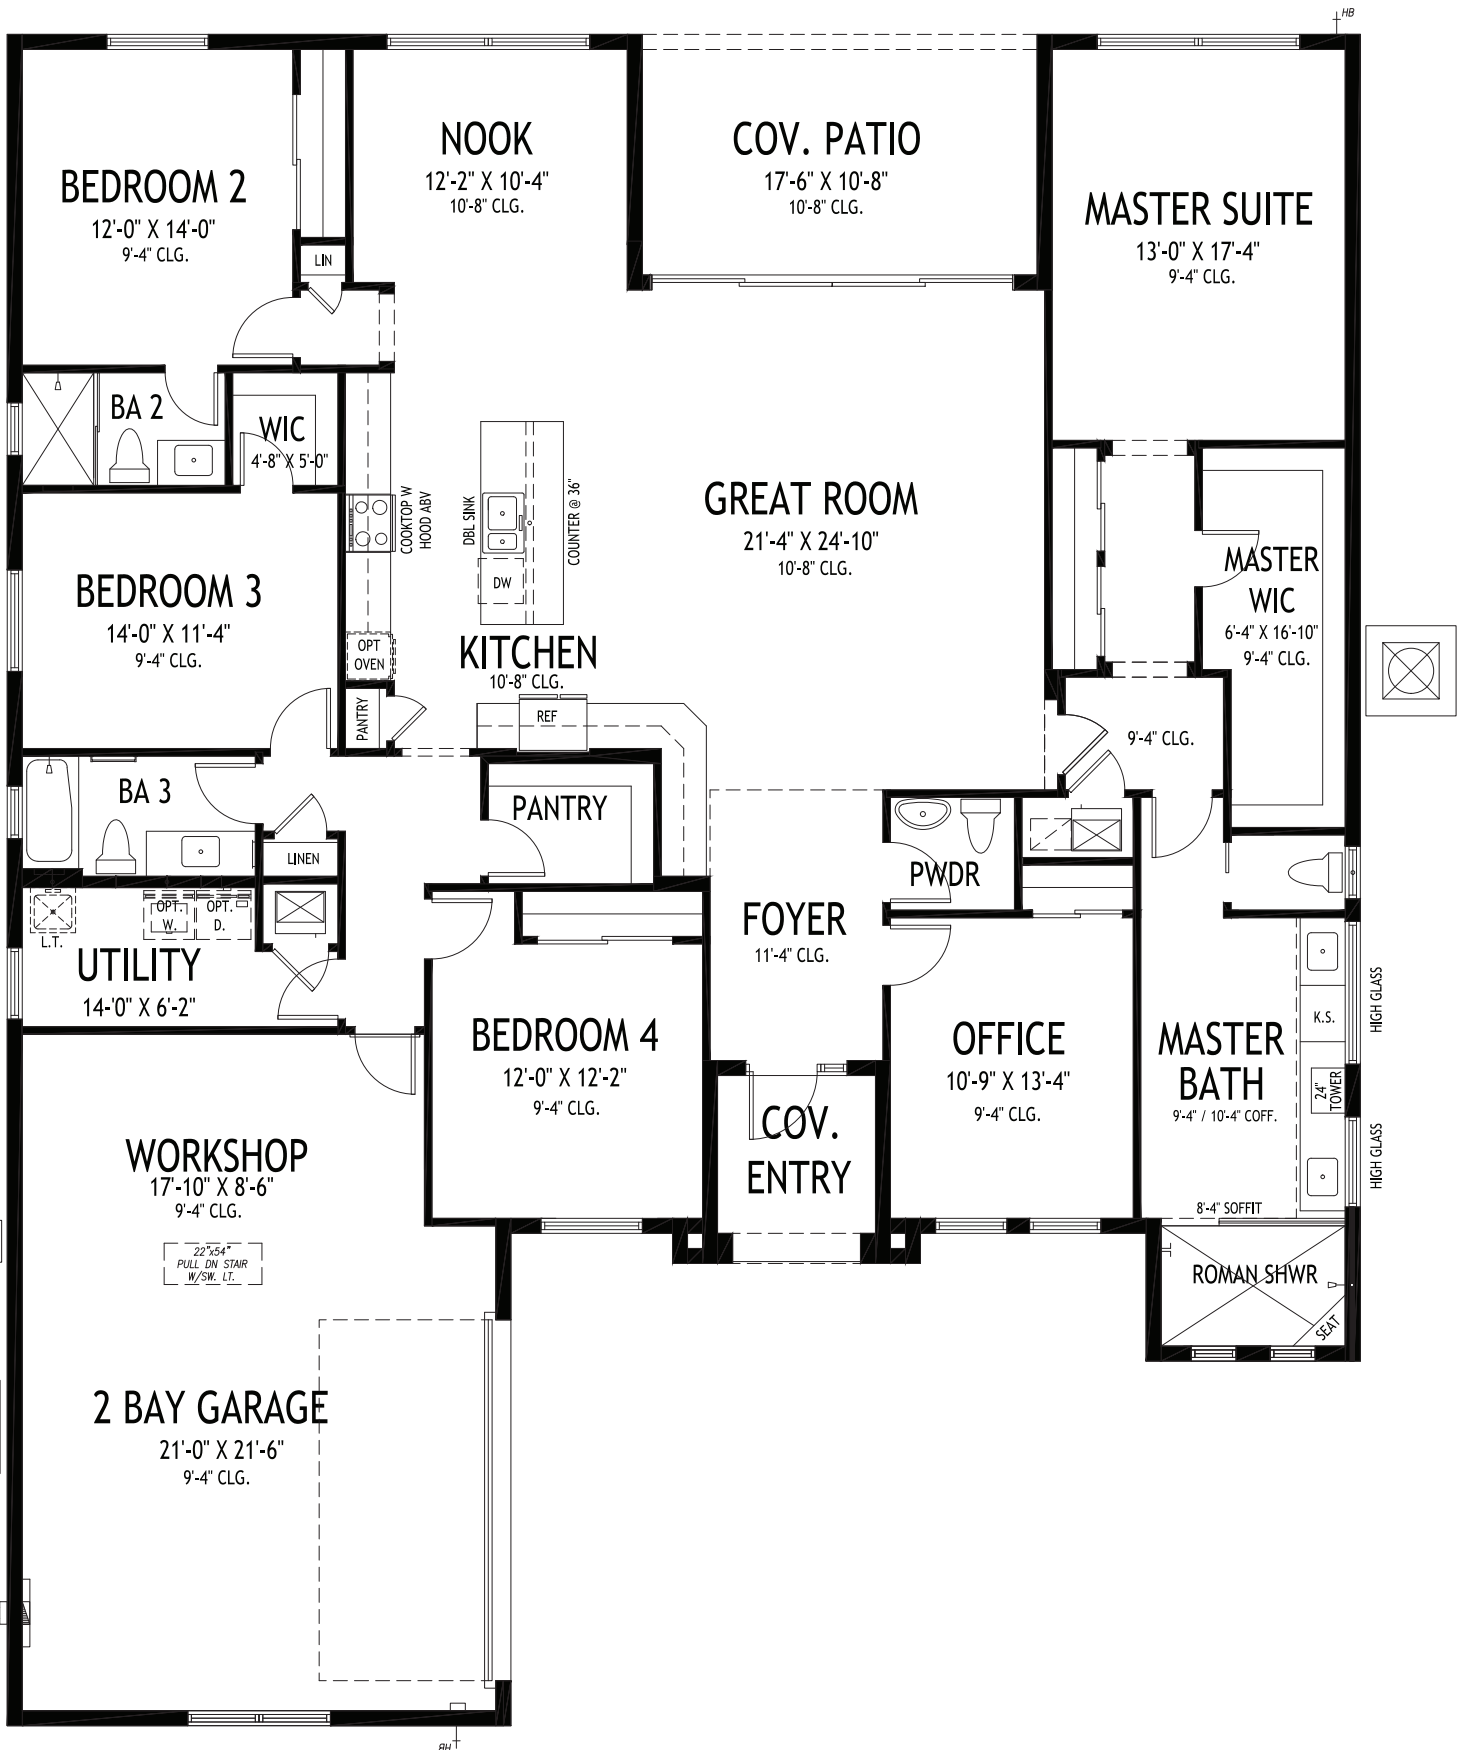 HB
BEDROOM 2
12'-0" X 14'-0"
9'-4" CLG.
NOOK
12'-2" X 10'-4"
10'-8" CLG.
COV. PATIO
17'-6" X 10'-8"
10'-8" CLG.
MASTER SUITE
13'-0" X 17'-4"
9'-4" CLG.
LIN
BA 2
WIC
4'-8" X 5'-0"
COOKTOP W
HOOD ABV
DBL SINK
DW
COUNTER @ 36"
GREAT ROOM
21'-4" X 24'-10"
10'-8" CLG.
BEDROOM 3
14'-0" X 11'-4"
9'-4" CLG.
OPT
OVEN
KITCHEN
10'-8" CLG.
MASTER
WIC
6'-4" X 16'-10"
9'-4" CLG.
PANTRY
REF
9'-4" CLG.
BA 3
PANTRY
LINEN
PWDR
OPT.
W.
OPT.
D.
L.T.
UTILITY
14-'0" X 6'-2"
FOYER
11'-4" CLG.
BEDROOM 4
12'-0" X 12'-2"
9'-4" CLG.
OFFICE
10'-9" X 13'-4"
9'-4" CLG.
MASTER
BATH
9'-4" / 10'-4" COFF.
K.S.
24"
TOWER
HIGH GLASS
HIGH GLASS
COV.
ENTRY
WORKSHOP
17'-10" X 8'-6"
9'-4" CLG.
22"x54"
PULL DN STAIR
W/SW. LT.
8'-4" SOFFIT
ROMAN SHWR
SEAT
2 BAY GARAGE
21'-0" X 21'-6"
9'-4" CLG.
HB